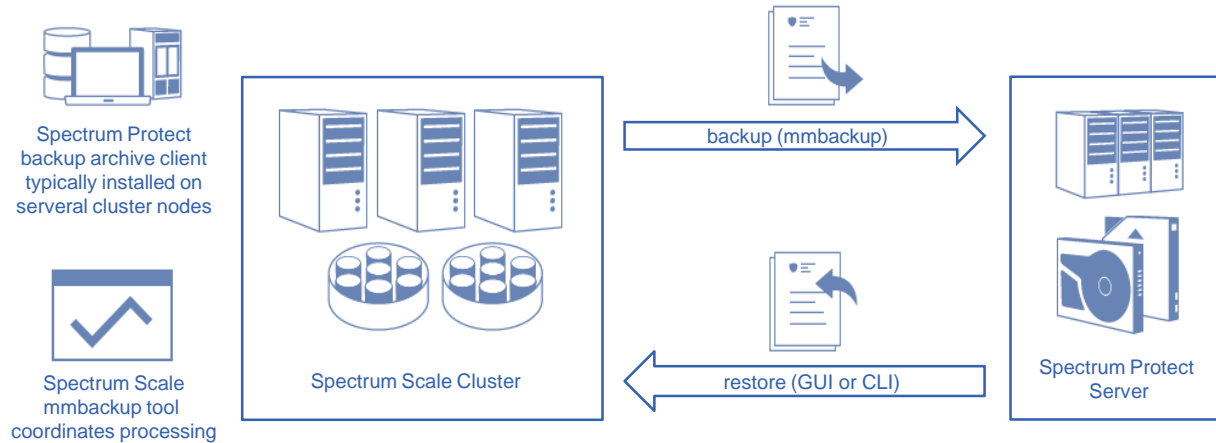 Spectrum Protect
backup archive client
typically installed on
serveral cluster nodes
Spectrum Scale
mmbackup tool
coordinates processing
Spectrum Scale Cluster
backup (mmbackup)
restore (GUI or CLI)
Spectrum Protect
Server